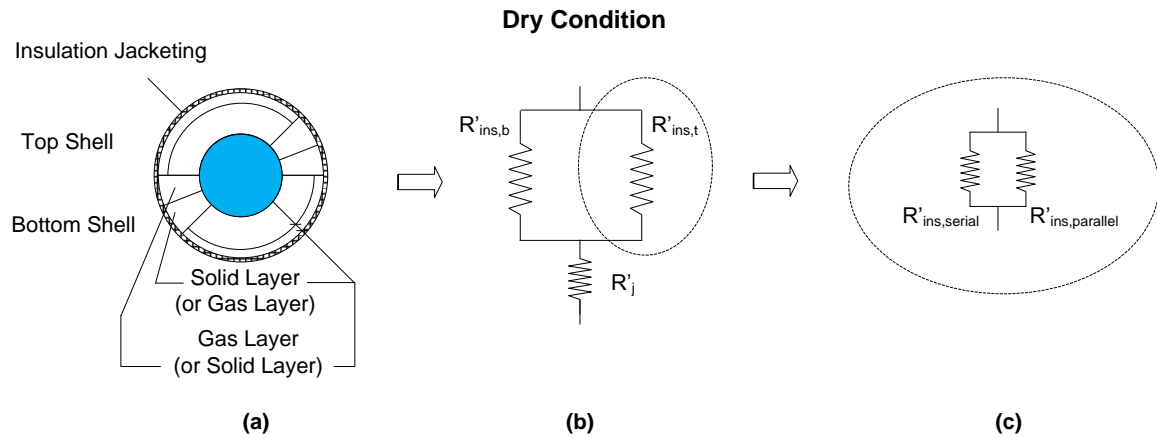 Dry Condition
Insulation Jacketing
Top Shell
Bottom Shell
Solid Layer
(or Gas Layer)
Gas Layer
(or Solid Layer)
R'ins,b
R'ins,t
R'j
R'ins,serial
R'ins,parallel
(a)
(b)
(c)